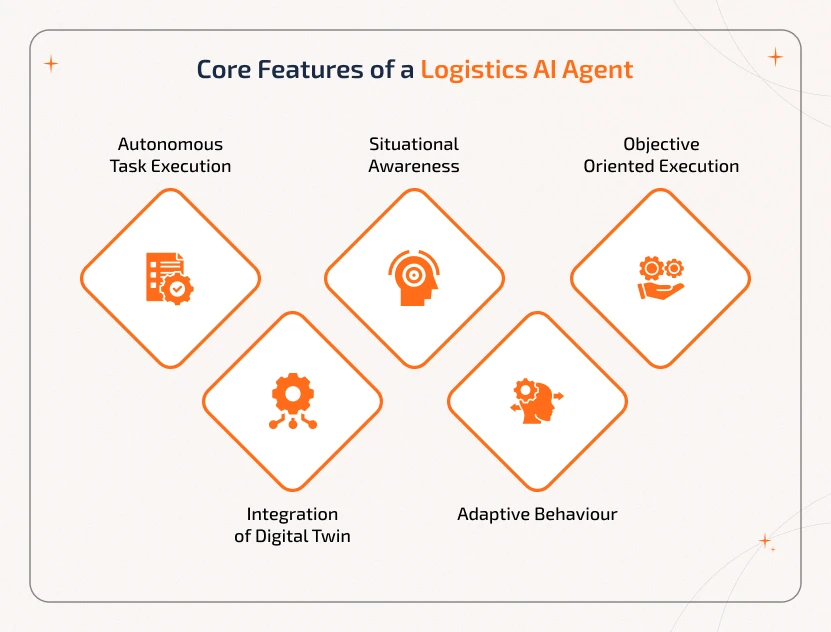 Core Features of a Logistics AI Agent
Autonomous
Task Execution
Situational
Awareness
Objective
Oriented Execution
Integration
of Digital Twin
Adaptive Behaviour